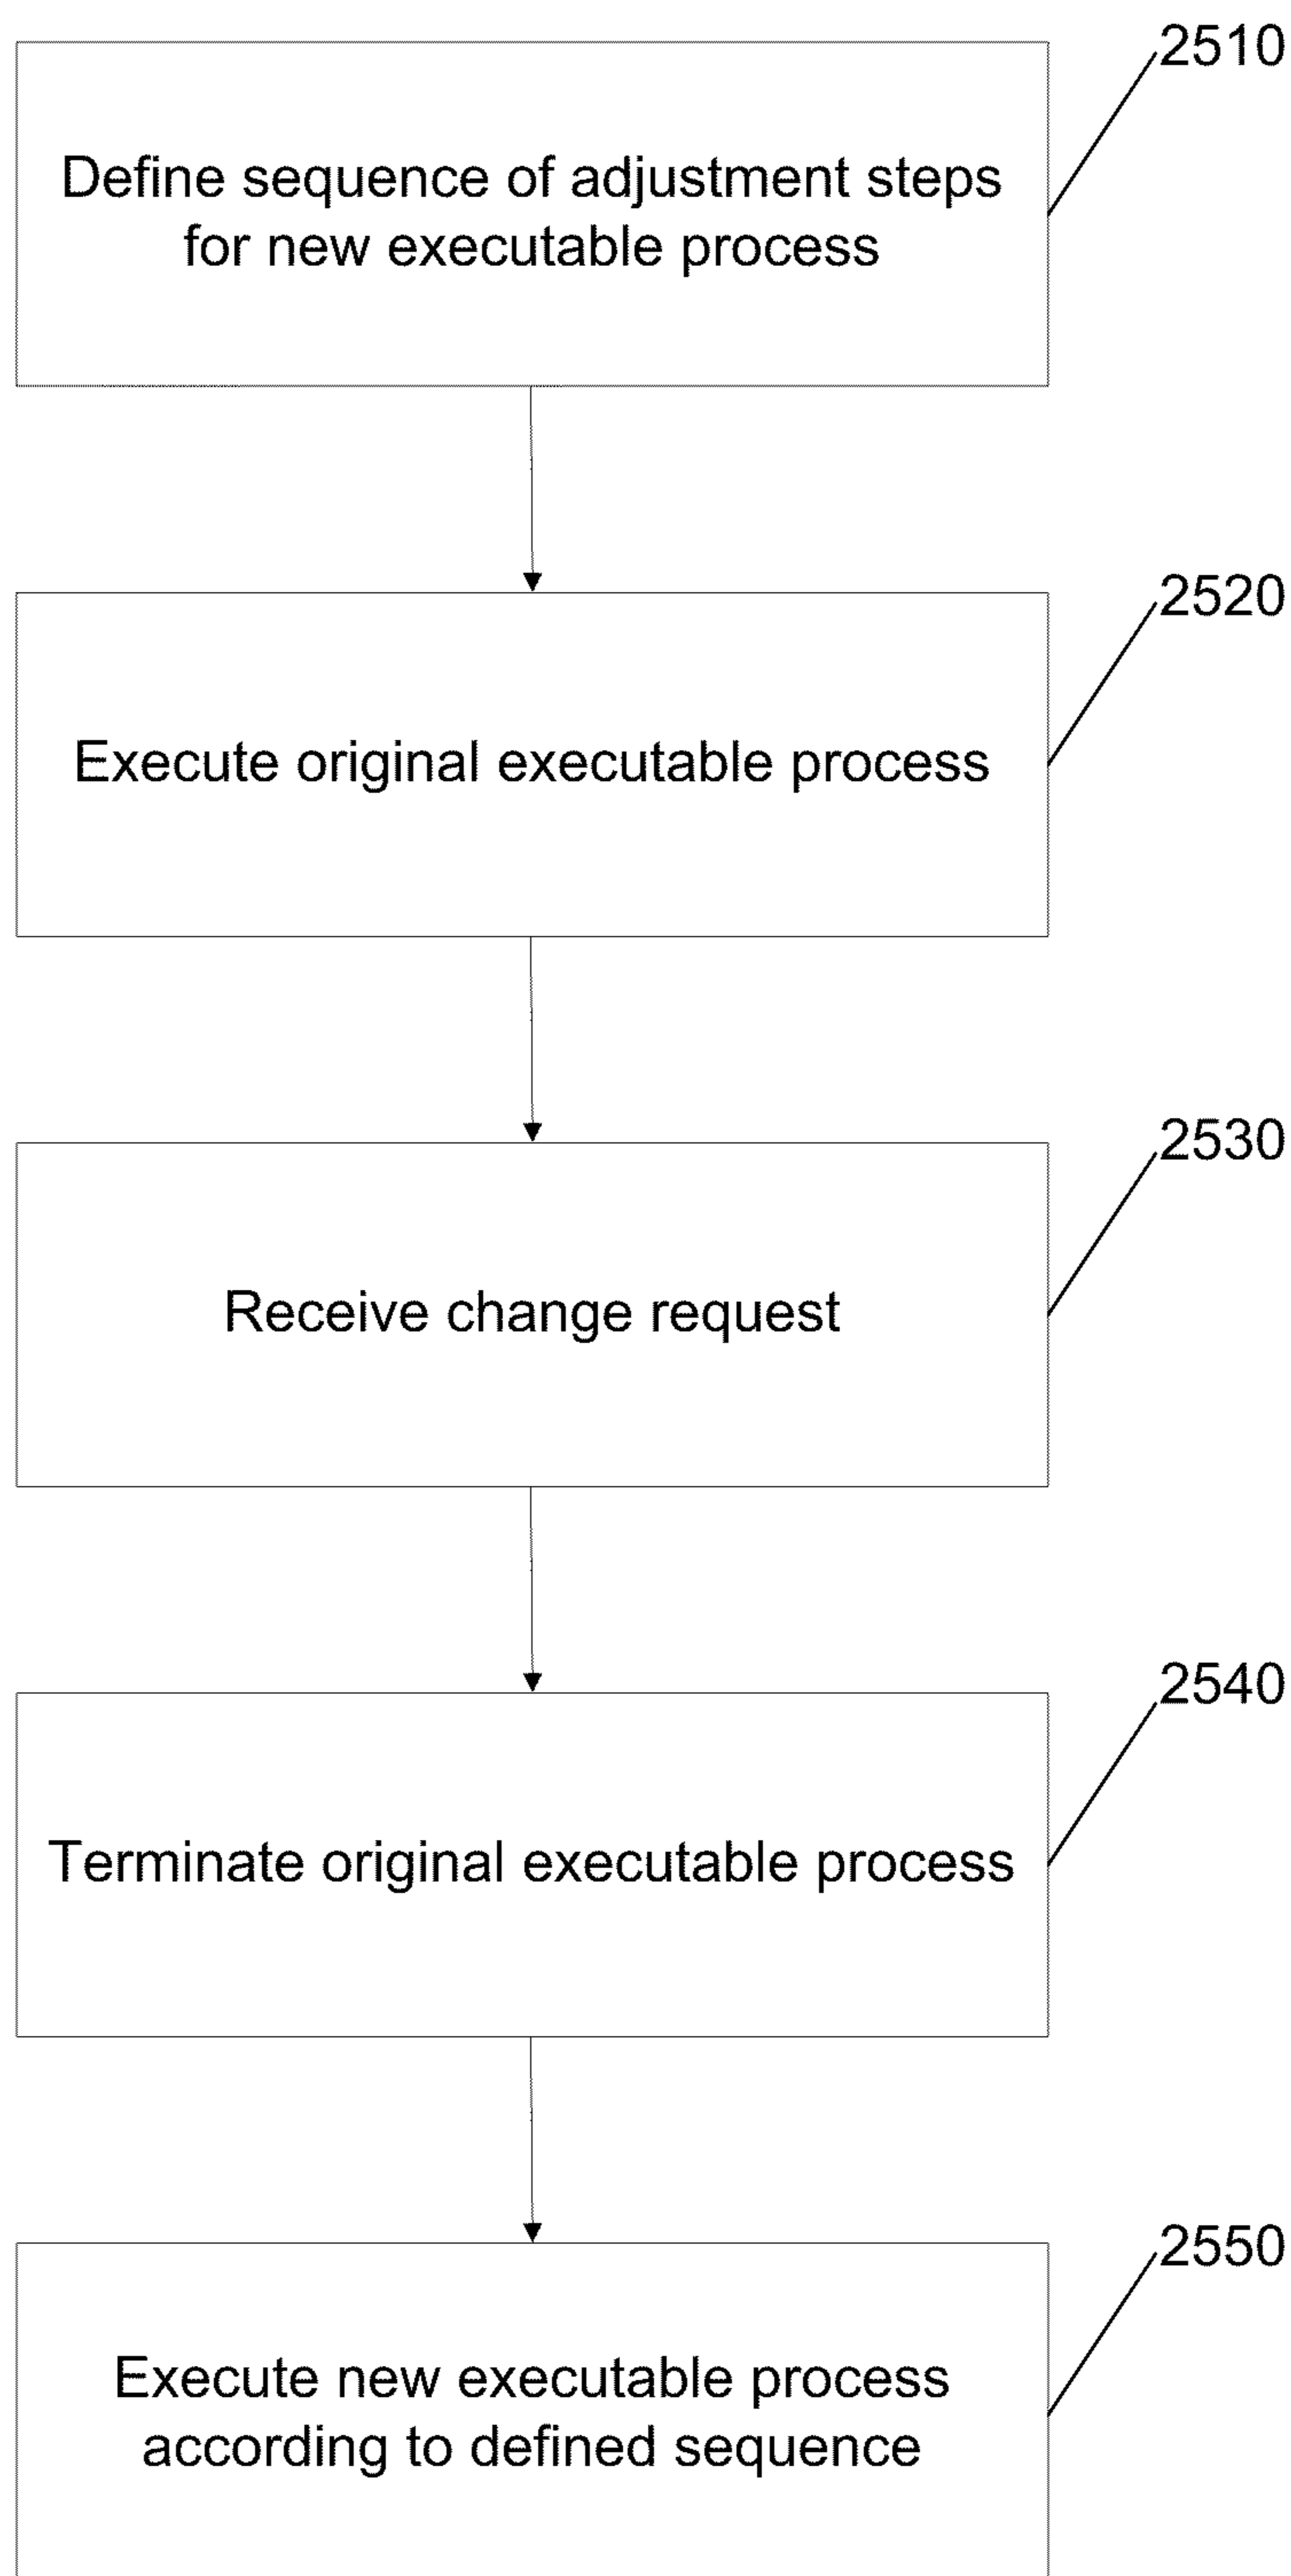 2510
Define sequence of adjustment steps
for new executable process
2520
Execute original executable process
2530
Receive change request
2540
Terminate original executable process
2550
Execute new executable process
according to defined sequence